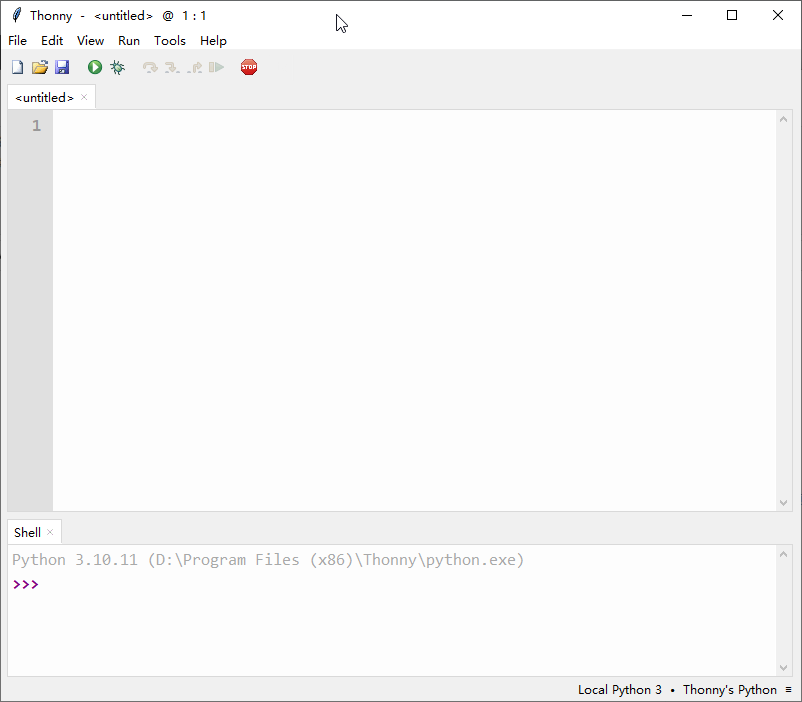 Thonny - <untitled> @ 1 : 1
File Edit View Run Tools Help
STOP
<untitled> ×
1
Shell ×
Python 3.10.11 (D:\Program Files (x86)\Thonny\python.exe)
>>>
Local Python 3 • Thonny's Python ≡